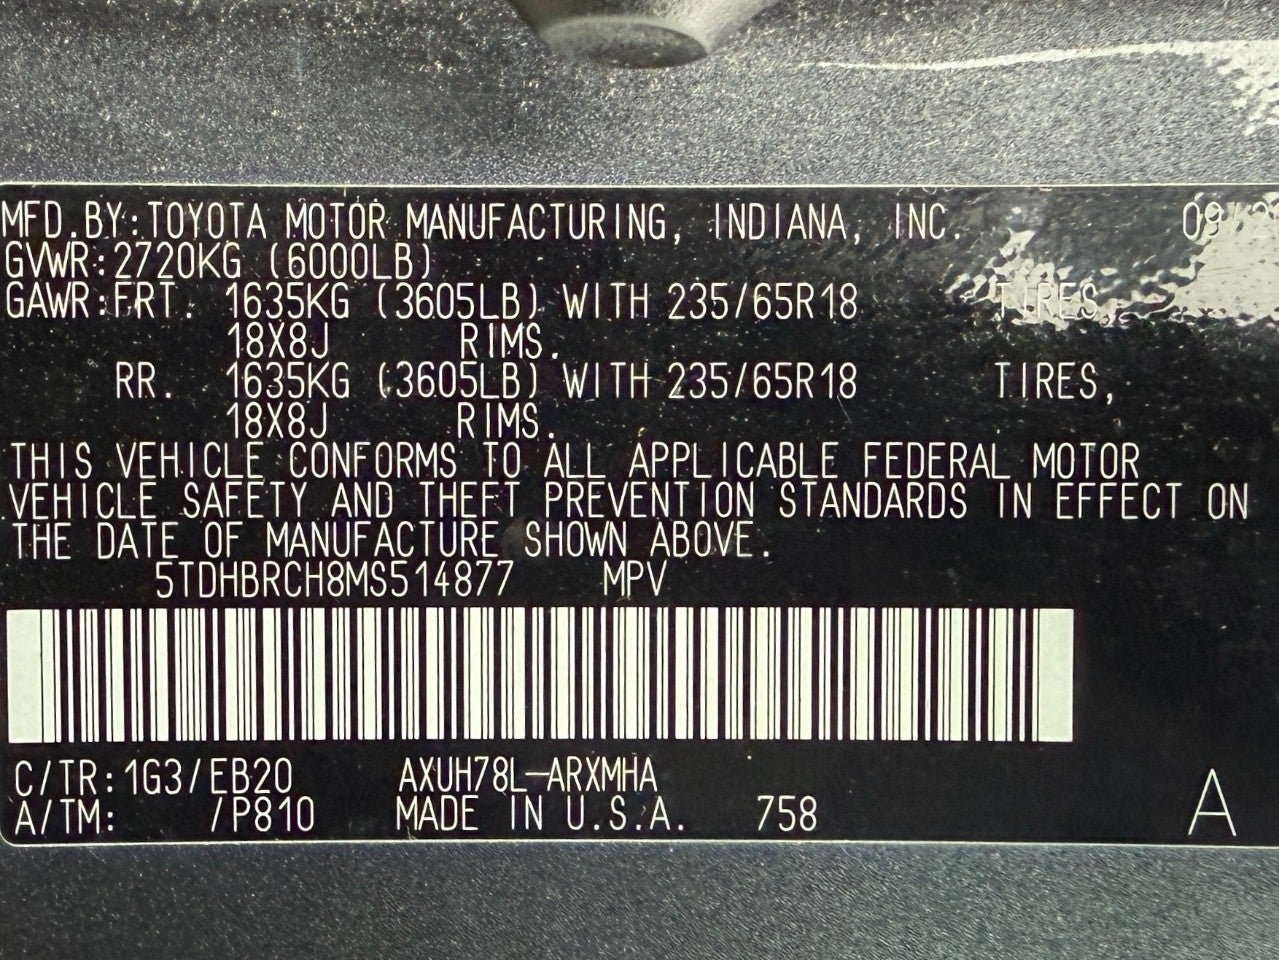 MFD.BY:TOYOTA MOTOR MANUFACTURING, INDIANA, INC.
GVWR:2720KG (6000LB)
GAWR:FRT. 1635KG (3605LB) WITH 235/65R18 TIRES,
18X8J RIMS.
RR. 1635KG (3605LB) WITH 235/65R18 TIRES,
18X8J RIMS.
THIS VEHICLE CONFORMS TO ALL APPLICABLE FEDERAL MOTOR
VEHICLE SAFETY AND THEFT PREVENTION STANDARDS IN EFFECT ON
THE DATE OF MANUFACTURE SHOWN ABOVE.
5TDHBRCH8MS514877 MPV
C/TR:1G3/EB20 AXUH78L-ARXMHA
A/TM: /P810 MADE IN U.S.A. 758 A